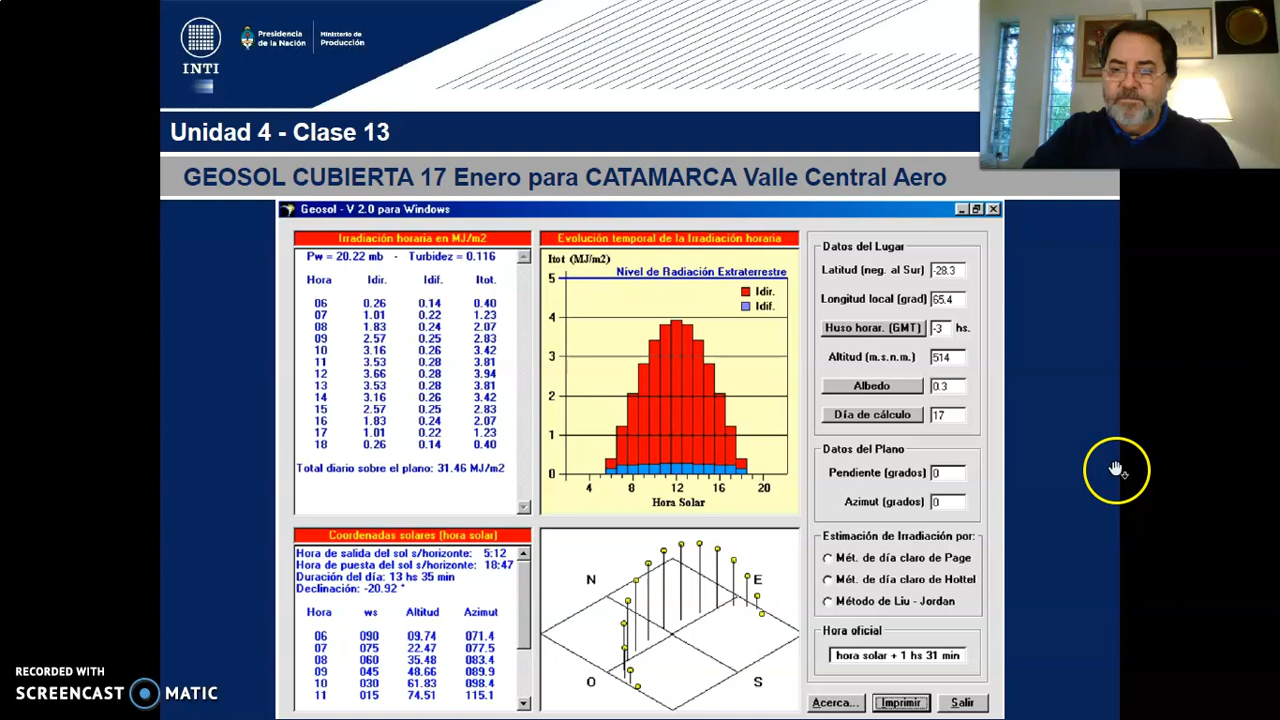 INTI
Presidencia
de la Nación
Ministerio de
Producción
Unidad 4 - Clase 13
GEOSOL CUBIERTA 17 Enero para CATAMARCA Valle Central Aero
Geosol - V 2.0 para Windows
Irradiación horaria en MJ/m2
Pw = 20.22 mb - Turbidez = 0.116
Hora Idir. Idif. Itot.
06 0.26 0.14 0.40
07 1.01 0.22 1.23
08 1.83 0.24 2.07
09 2.57 0.25 2.83
10 3.16 0.26 3.42
11 3.53 0.28 3.81
12 3.66 0.28 3.94
13 3.53 0.28 3.81
14 3.16 0.26 3.42
15 2.57 0.25 2.83
16 1.83 0.24 2.07
17 1.01 0.22 1.23
18 0.26 0.14 0.40
Total diario sobre el plano: 31.46 MJ/m2
Evolución temporal de la Irradiación horaria
Itot (MJ/m2)
Nivel de Radiación Extraterrestre
Idir.
Idif.
5
4
3
2
1
0
4 8 12 16 20
Hora Solar
Datos del Lugar
Latitud (neg. al Sur) -28.3
Longitud local (grad) 65.4
Huso horar. (GMT) -3 hs.
Altitud (m.s.n.m.) 514
Albedo 0.3
Día de cálculo 17
Datos del Plano
Pendiente (grados) 0
Azimut (grados) 0
Estimación de Irradiación por:
Mét. de día claro de Page
Mét. de día claro de Hottel
Método de Liu - Jordan
Hora oficial
hora solar + 1 hs 31 min
Acerca... Imprimir Salir
Coordenadas solares (hora solar)
Hora de salida del sol s/horizonte: 5:12
Hora de puesta del sol s/horizonte: 18:47
Duración del día: 13 hs 35 min
Declinación: -20.92 °
Hora ws Altitud Azimut
06 090 09.74 071.4
07 075 22.47 077.5
08 060 35.48 083.4
09 045 48.66 089.9
10 030 61.83 098.4
11 015 74.51 115.1
N E
O S
RECORDED WITH
SCREENCAST MATIC